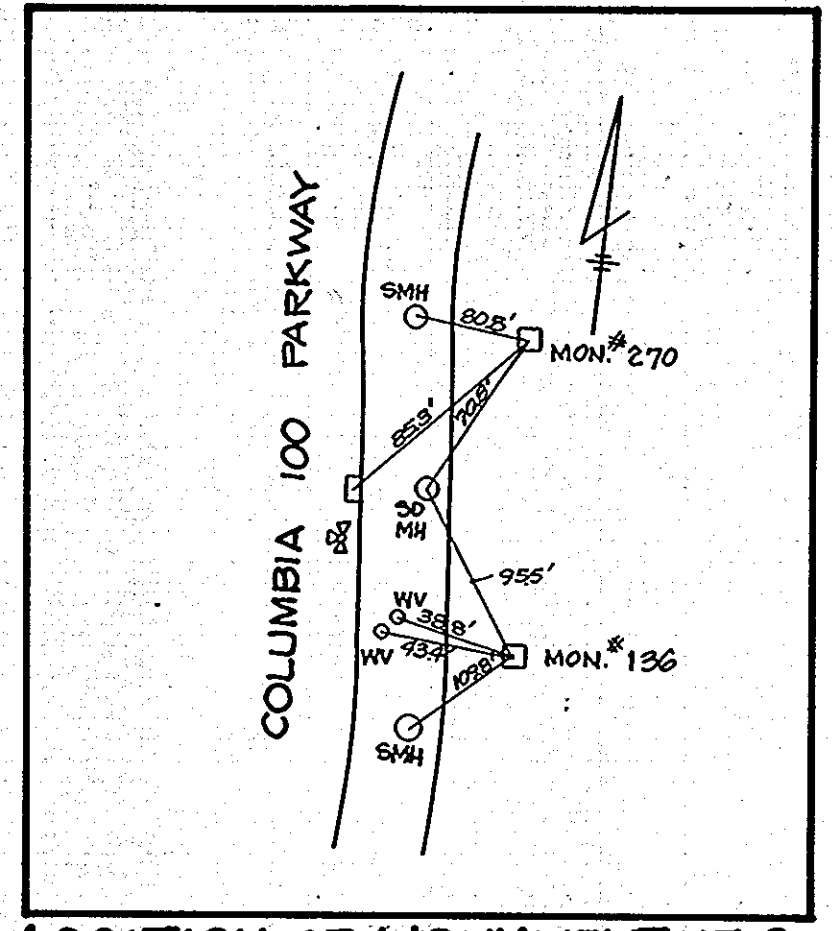 COLUMBIA 100 PARKWAY
SMH
80.8'
MON.# 270
85.3'
70.8'
SD
MH
95.5'
WV
38.8'
WV
43.4'
MON.# 136
109.8'
SMH